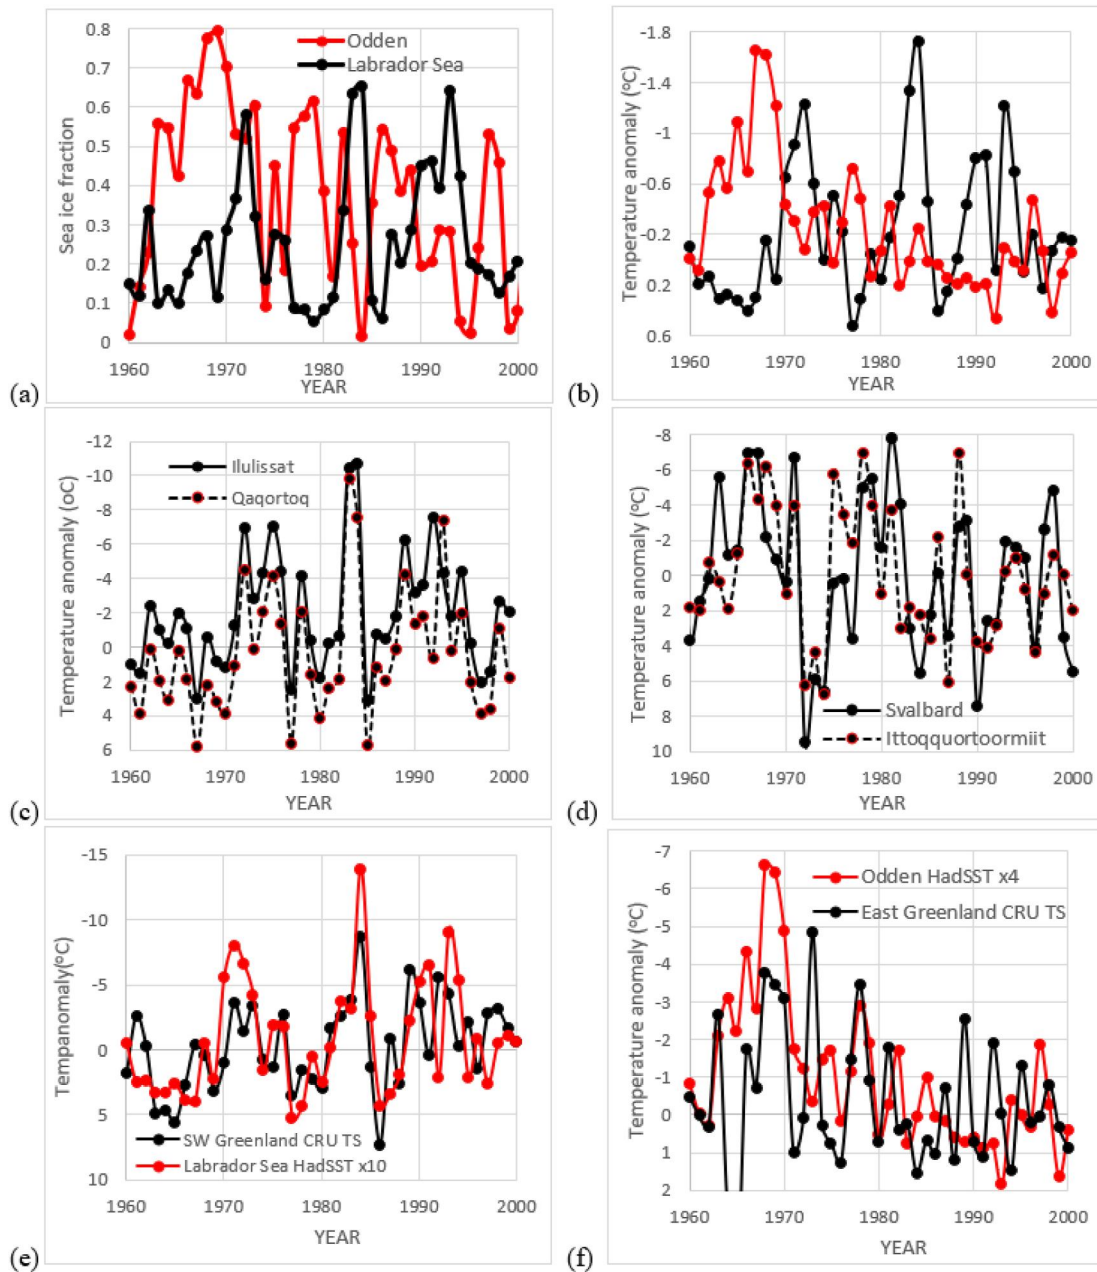 0.8
0.7
0.6
0.5
0.4
0.3
0.2
0.1
0
Sea ice fraction
Odden
Labrador Sea
1960 1970 1980 1990 2000
YEAR
(a)
-1.8
-1.4
-1
-0.6
-0.2
0.2
0.6
Temperature anomaly (°C)
1960 1970 1980 1990 2000
YEAR
(b)
-12
-10
-8
-6
-4
-2
0
2
4
6
Temperature anomaly (oC)
Ilulissat
Qaqortoq
1960 1970 1980 1990 2000
YEAR
(c)
-8
-6
-4
-2
0
2
4
6
8
10
Temperature anomaly (°C)
Svalbard
Ittoqquortoormiit
1960 1970 1980 1990 2000
YEAR
(d)
-15
-10
-5
0
5
10
Tempanomaly(°C)
SW Greenland CRU TS
Labrador Sea HadSST x10
1960 1970 1980 1990 2000
YEAR
(e)
-7
-6
-5
-4
-3
-2
-1
0
1
2
Temperature anomaly (°C)
Odden HadSST x4
East Greenland CRU TS
1960 1970 1980 1990 2000
YEAR
(f)